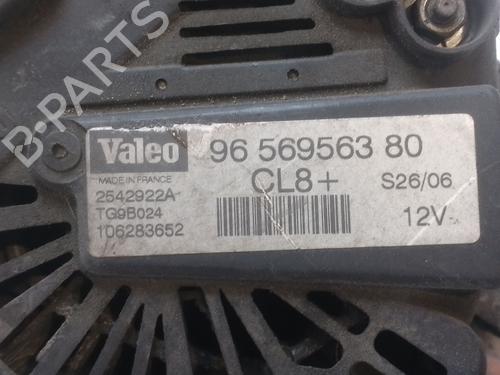 B-PARTS
Valeo
96 569563 80
MADE IN FRANCE
CL8+
S26/06
2542922A
TG9B024
106283652
12V